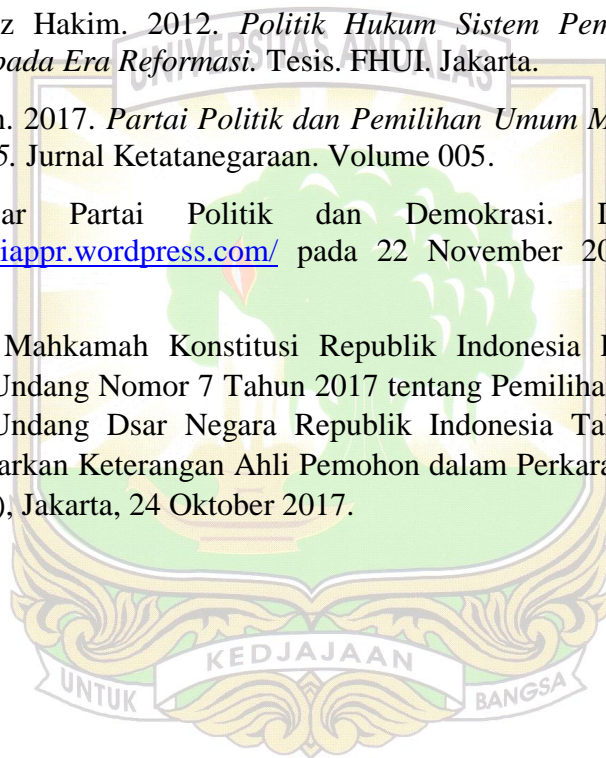 z Hakim. 2012. Politik Hukum Sistem Pem
pada Era Reformasi. Tesis. FHUI. Jakarta.
n. 2017. Partai Politik dan Pemilihan Umum M
5. Jurnal Ketatanegaraan. Volume 005.
ar Partai Politik dan Demokrasi. D
iappr.wordpress.com/ pada 22 November 20
Mahkamah Konstitusi Republik Indonesia
Undang Nomor 7 Tahun 2017 tentang Pemiliha
Undang Dsar Negara Republik Indonesia Tah
arkan Keterangan Ahli Pemohon dalam Perkara
), Jakarta, 24 Oktober 2017.
UNIVERSITAS ANDALAS
UNTUK KEDJAJAAN BANGSA